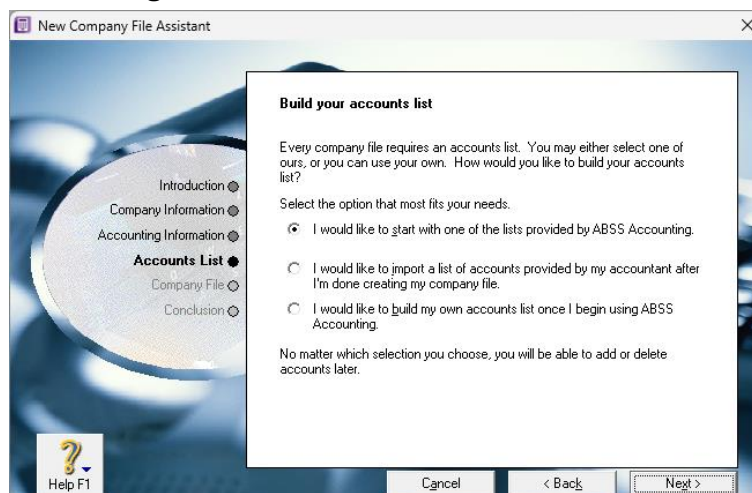 New Company File Assistant
Build your accounts list
Every company file requires an accounts list. You may either select one of
ours, or you can use your own. How would you like to build your accounts
list?
Select the option that most fits your needs.
I would like to start with one of the lists provided by ABSS Accounting.
I would like to import a list of accounts provided by my accountant after
I'm done creating my company file.
I would like to build my own accounts list once I begin using ABSS
Accounting.
No matter which selection you choose, you will be able to add or delete
accounts later.
Introduction
Company Information
Accounting Information
Accounts List
Company File
Conclusion
Help F1
Cancel
< Back
Next >